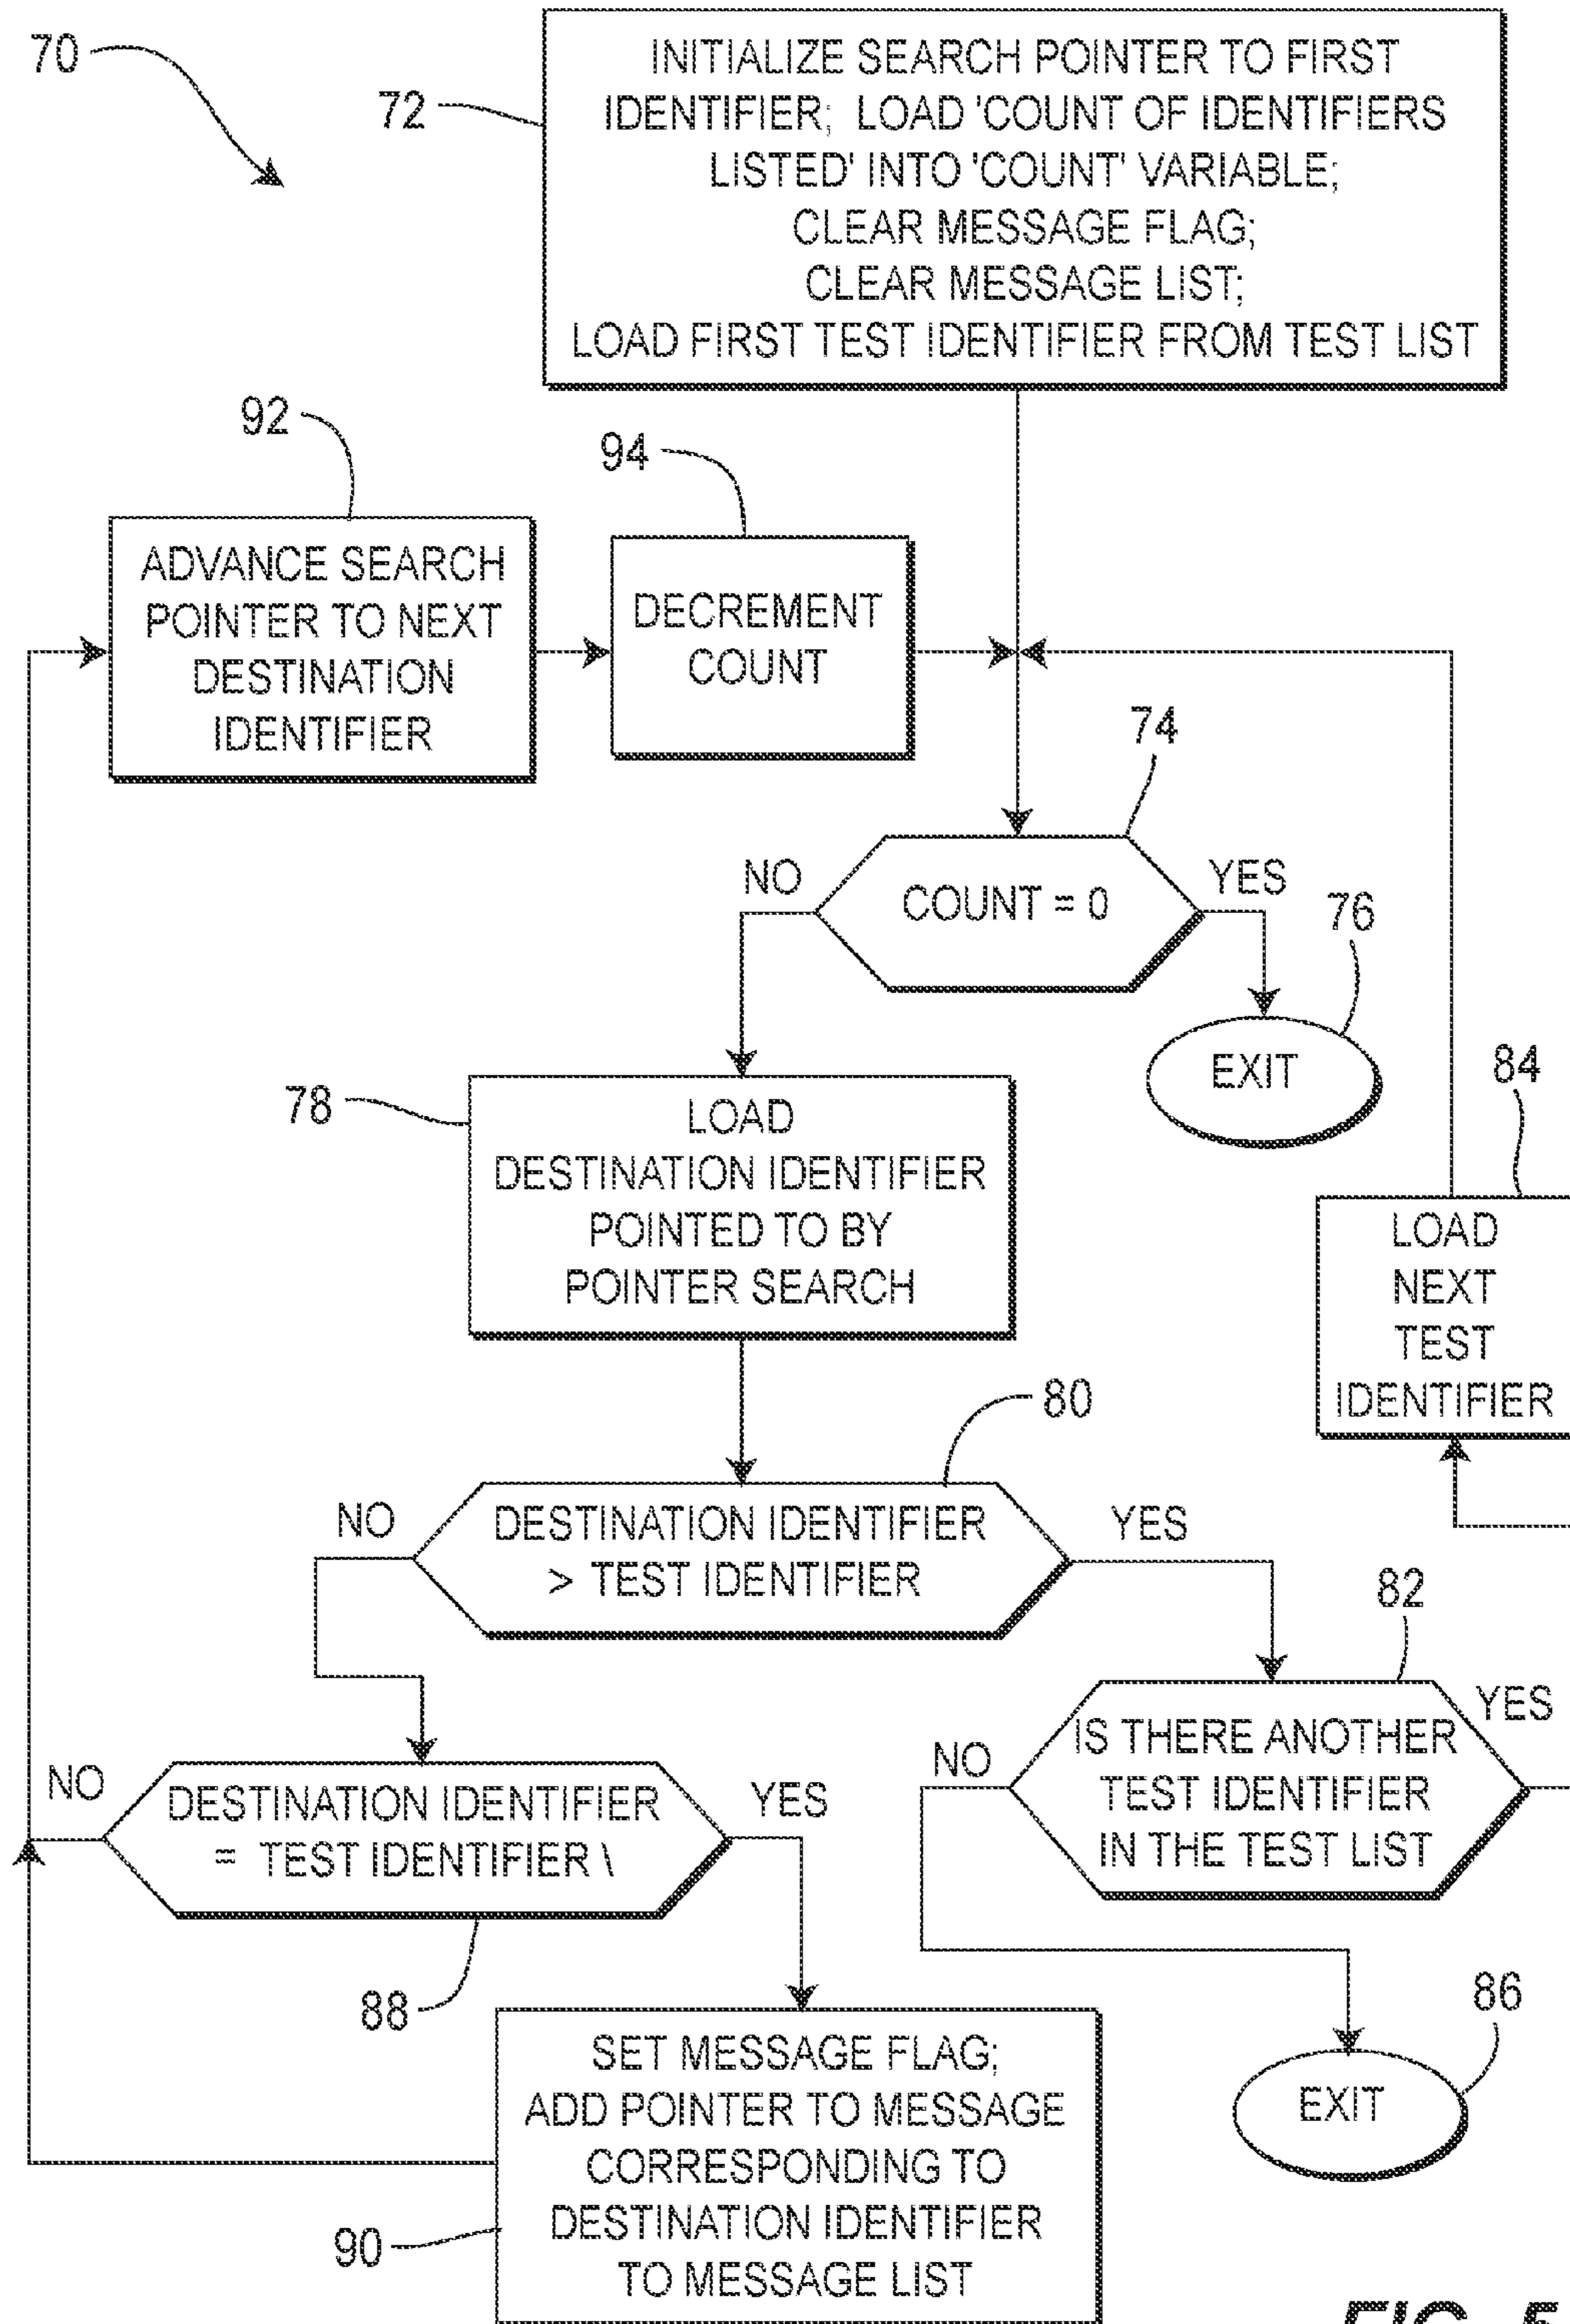 70
72
INITIALIZE SEARCH POINTER TO FIRST
IDENTIFIER; LOAD 'COUNT OF IDENTIFIERS
LISTED' INTO 'COUNT' VARIABLE;
CLEAR MESSAGE FLAG;
CLEAR MESSAGE LIST;
LOAD FIRST TEST IDENTIFIER FROM TEST LIST
92
94
ADVANCE SEARCH
POINTER TO NEXT
DESTINATION
IDENTIFIER
DECREMENT
COUNT
74
NO
COUNT = 0
YES
76
EXIT
78
LOAD
DESTINATION IDENTIFIER
POINTED TO BY
POINTER SEARCH
84
LOAD
NEXT
TEST
IDENTIFIER
80
NO
DESTINATION IDENTIFIER
> TEST IDENTIFIER
YES
82
NO
IS THERE ANOTHER
TEST IDENTIFIER
IN THE TEST LIST
YES
NO
DESTINATION IDENTIFIER
= TEST IDENTIFIER \
YES
88
86
EXIT
90
SET MESSAGE FLAG;
ADD POINTER TO MESSAGE
CORRESPONDING TO
DESTINATION IDENTIFIER
TO MESSAGE LIST
FIG. 5